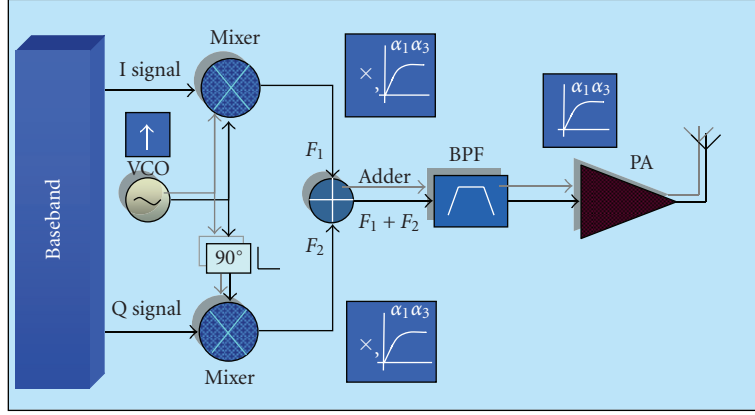 Mixer
α1α3
×,
I signal
α1α3
VCO
F1
Adder
BPF
PA
Baseband
F1 + F2
F2
90°
Q signal
α1α3
×,
Mixer